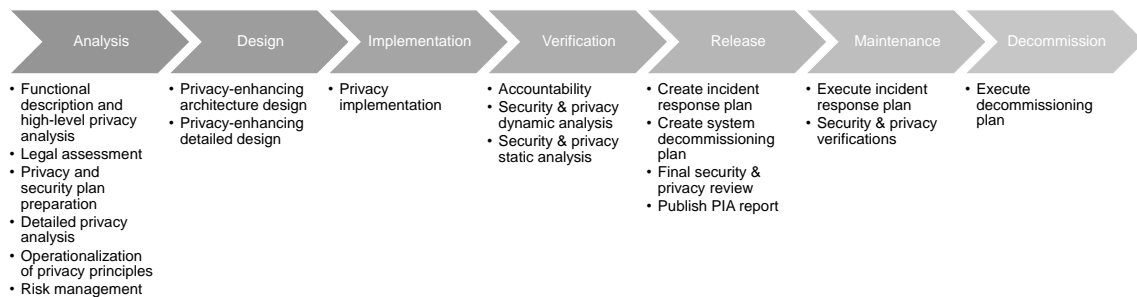 Analysis
Design
Implementation
Verification
Release
Maintenance
Decommission
• Functional
description and
high-level privacy
analysis
• Legal assessment
• Privacy and
security plan
preparation
• Detailed privacy
analysis
• Operationalization
of privacy principles
• Risk management
• Privacy-enhancing
architecture design
• Privacy-enhancing
detailed design
• Privacy
implementation
• Accountability
• Security & privacy
dynamic analysis
• Security & privacy
static analysis
• Create incident
response plan
• Create system
decommissioning
plan
• Final security &
privacy review
• Publish PIA report
• Execute incident
response plan
• Security & privacy
verifications
• Execute
decommissioning
plan